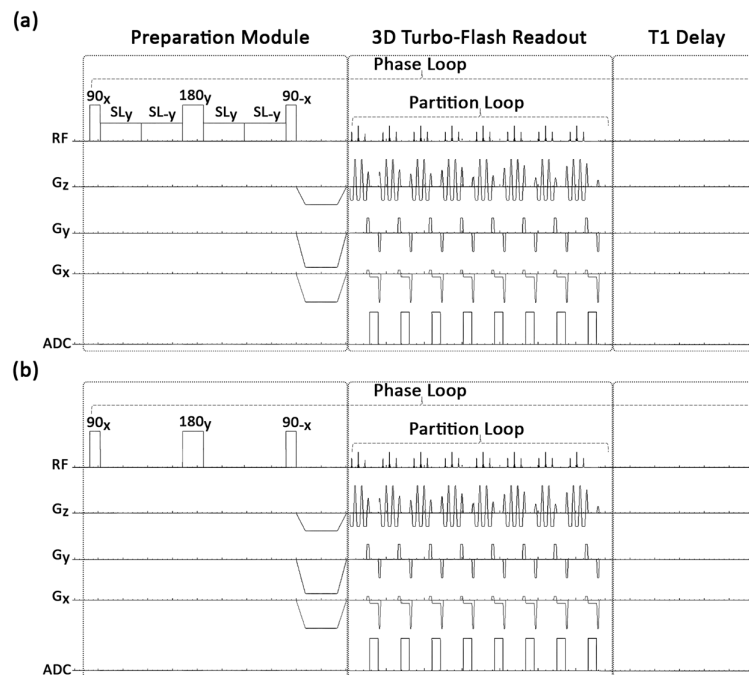 (a)
Preparation Module 3D Turbo-Flash Readout T1 Delay
Phase Loop
90x 180y 90-x
SLy SL-y SLy SL-y
Partition Loop
RF
Gz
Gy
Gx
ADC
(b)
Phase Loop
90x 180y 90-x
Partition Loop
RF
Gz
Gy
Gx
ADC